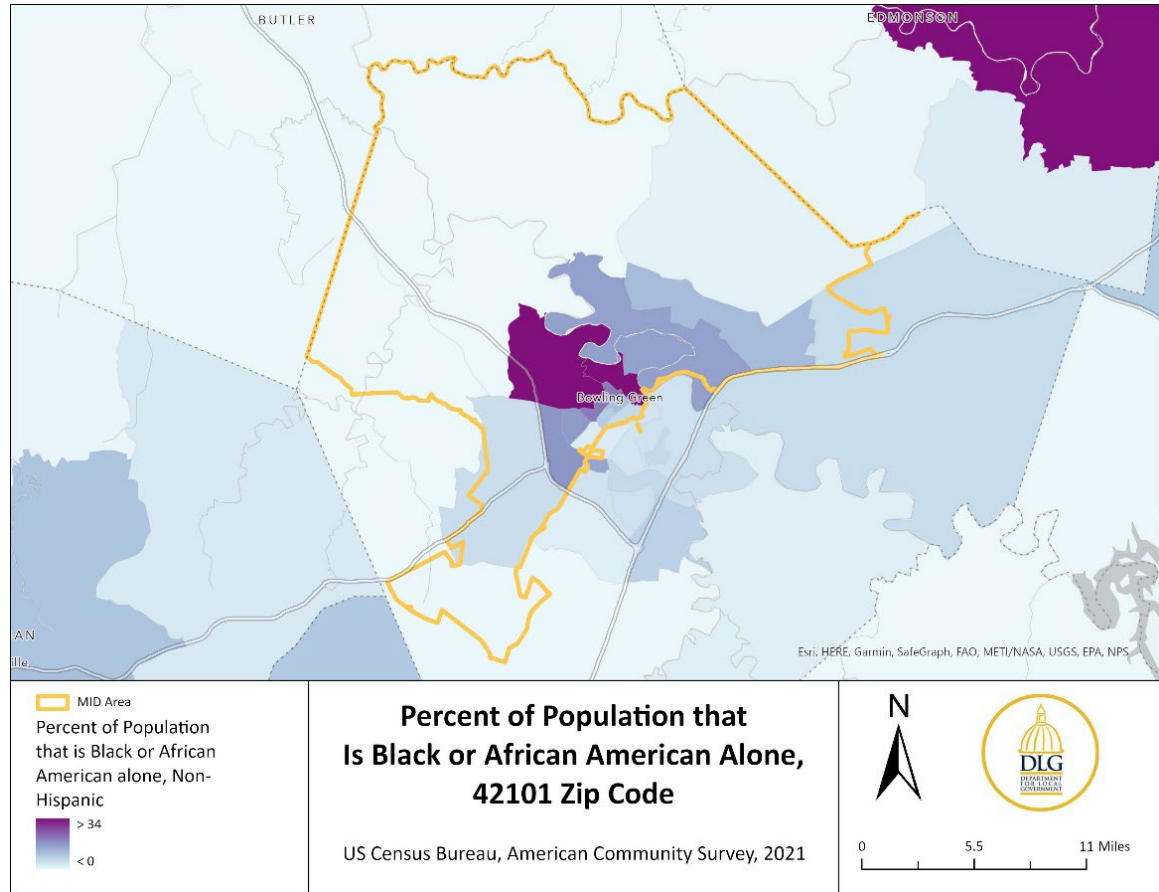 BUTLER
EDMONSON
Bowling Green
AN
ille
Esri, HERE, Garmin, SafeGraph, FAO, METI/NASA, USGS, EPA, NPS
MID Area
Percent of Population
that is Black or African
American alone, Non-
Hispanic
> 34
< 0
Percent of Population that
Is Black or African American Alone,
42101 Zip Code
US Census Bureau, American Community Survey, 2021
N
DLG
DEPARTMENT
FOR LOCAL
GOVERNMENT
0 5.5 11 Miles